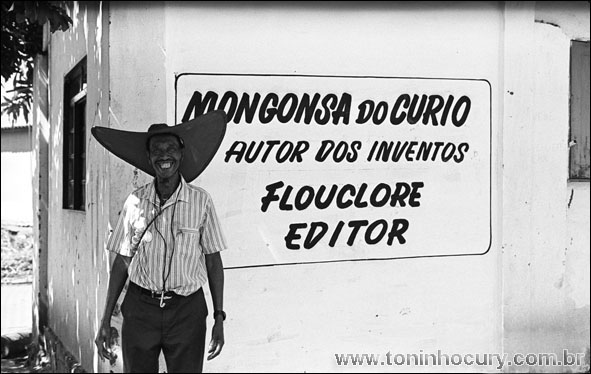 MONGONSA DO CURIO
AUTOR DOS INVENTOS
FLOUCLORE
EDITOR
www.toninhocury.com.br